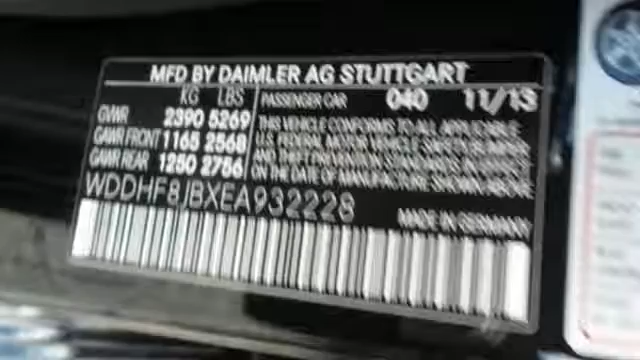 MFD BY DAIMLER AG STUTTGART
KG LBS
GVWR 2390 5269
GAWR FRONT 1165 2568
GAWR REAR 1250 2756
PASSENGER CAR 040 11/13
THIS VEHICLE CONFORMS TO ALL APPLICABLE
U.S. FEDERAL MOTOR VEHICLE SAFETY, BUMPER,
AND THEFT PREVENTION STANDARDS IN EFFECT
ON THE DATE OF MANUFACTURE SHOWN ABOVE.
WDDHF8JBXEA932228
MADE IN GERMANY